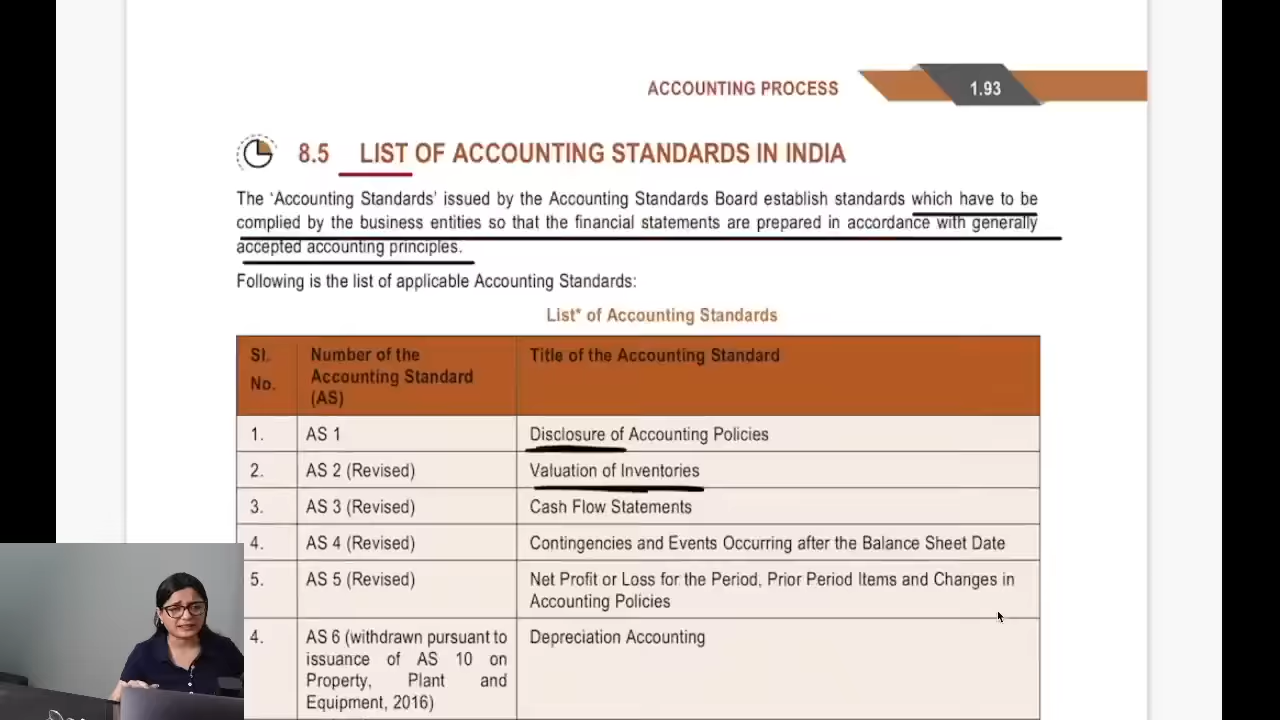 ACCOUNTING PROCESS 1.93
8.5 LIST OF ACCOUNTING STANDARDS IN INDIA
The 'Accounting Standards' issued by the Accounting Standards Board establish standards which have to be
complied by the business entities so that the financial statements are prepared in accordance with generally
accepted accounting principles.
Following is the list of applicable Accounting Standards:
List* of Accounting Standards
Sl. No. Number of the Accounting Standard (AS) Title of the Accounting Standard
1. AS 1 Disclosure of Accounting Policies
2. AS 2 (Revised) Valuation of Inventories
3. AS 3 (Revised) Cash Flow Statements
4. AS 4 (Revised) Contingencies and Events Occurring after the Balance Sheet Date
5. AS 5 (Revised) Net Profit or Loss for the Period, Prior Period Items and Changes in
Accounting Policies
4. AS 6 (withdrawn pursuant to Depreciation Accounting
issuance of AS 10 on
Property, Plant and
Equipment, 2016)